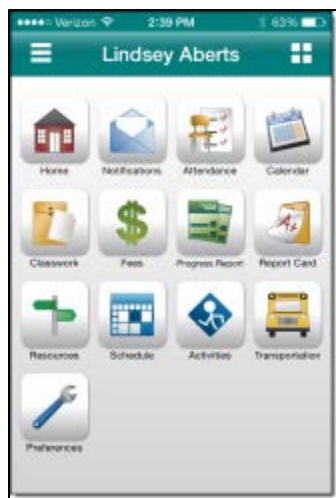 Verizon 2:39 PM 63%
Lindsey Aberts
Home Notifications Attendance Calendar
A+
Classwork Fees Progress Report Report Card
Resources Schedule Activities Transportation
Preferences